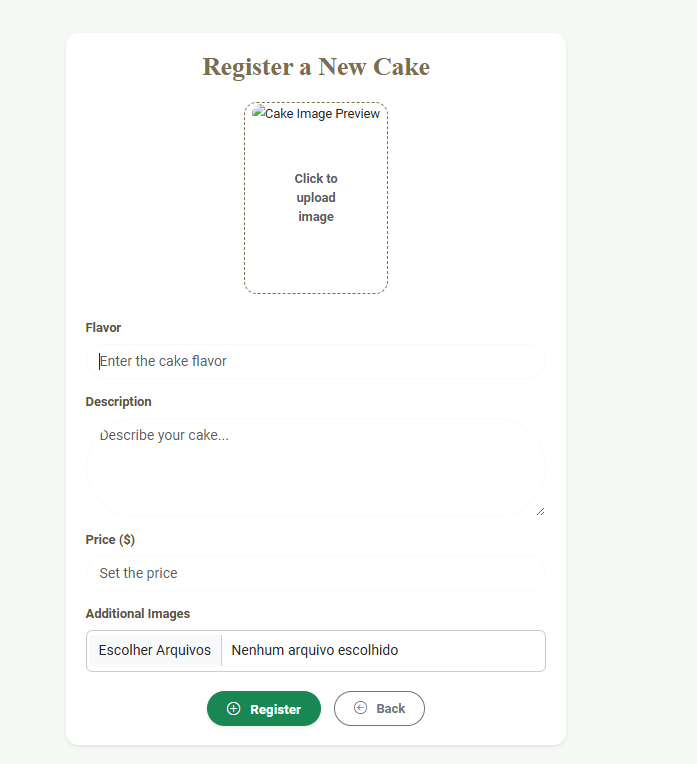 Register a New Cake
Cake Image Preview
Click to
upload
image
Flavor
Enter the cake flavor
Description
Describe your cake...
Price ($)
Set the price
Additional Images
Escolher Arquivos Nenhum arquivo escolhido
Register Back